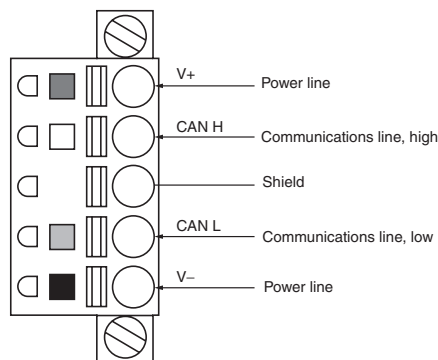 V+
Power line
CAN H
Communications line, high
Shield
CAN L
Communications line, low
V−
Power line